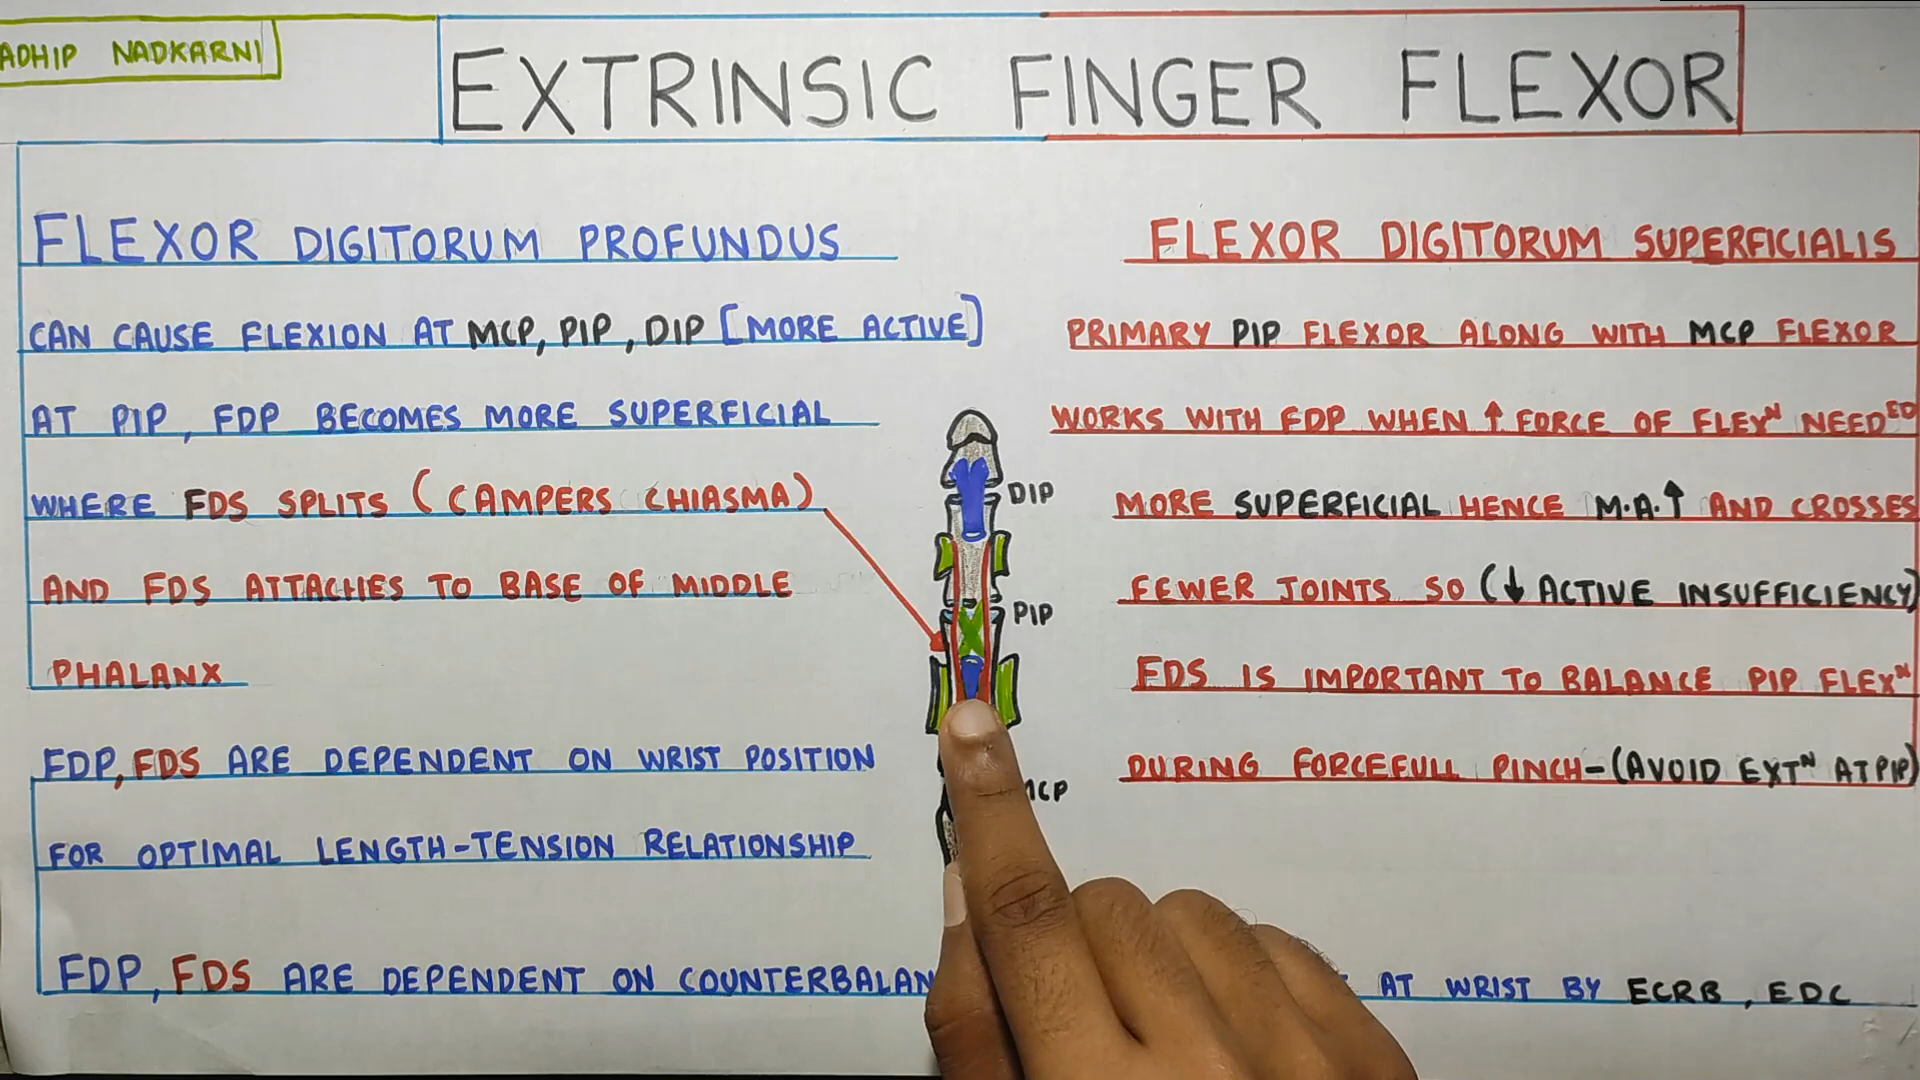 ADHIP NADKARNI
EXTRINSIC FINGER FLEXOR
FLEXOR DIGITORUM PROFUNDUS
CAN CAUSE FLEXION AT MCP, PIP, DIP [MORE ACTIVE]
AT PIP, FDP BECOMES MORE SUPERFICIAL
WHERE FDS SPLITS (CAMPERS CHIASMA)
AND FDS ATTACHES TO BASE OF MIDDLE
PHALANX
FDP, FDS ARE DEPENDENT ON WRIST POSITION
FOR OPTIMAL LENGTH-TENSION RELATIONSHIP
DIP
PIP
MCP
FLEXOR DIGITORUM SUPERFICIALIS
PRIMARY PIP FLEXOR ALONG WITH MCP FLEXOR
WORKS WITH FDP WHEN ↑ FORCE OF FLEXᴺ NEEDᴱᴰ
MORE SUPERFICIAL HENCE M.A.↑ AND CROSSES
FEWER JOINTS SO (↓ ACTIVE INSUFFICIENCY)
FDS IS IMPORTANT TO BALANCE PIP FLEXᴺ
DURING FORCEFULL PINCH-(AVOID EXTᴺ AT PIP)
FDP, FDS ARE DEPENDENT ON COUNTERBALAN AT WRIST BY ECRB, EDC